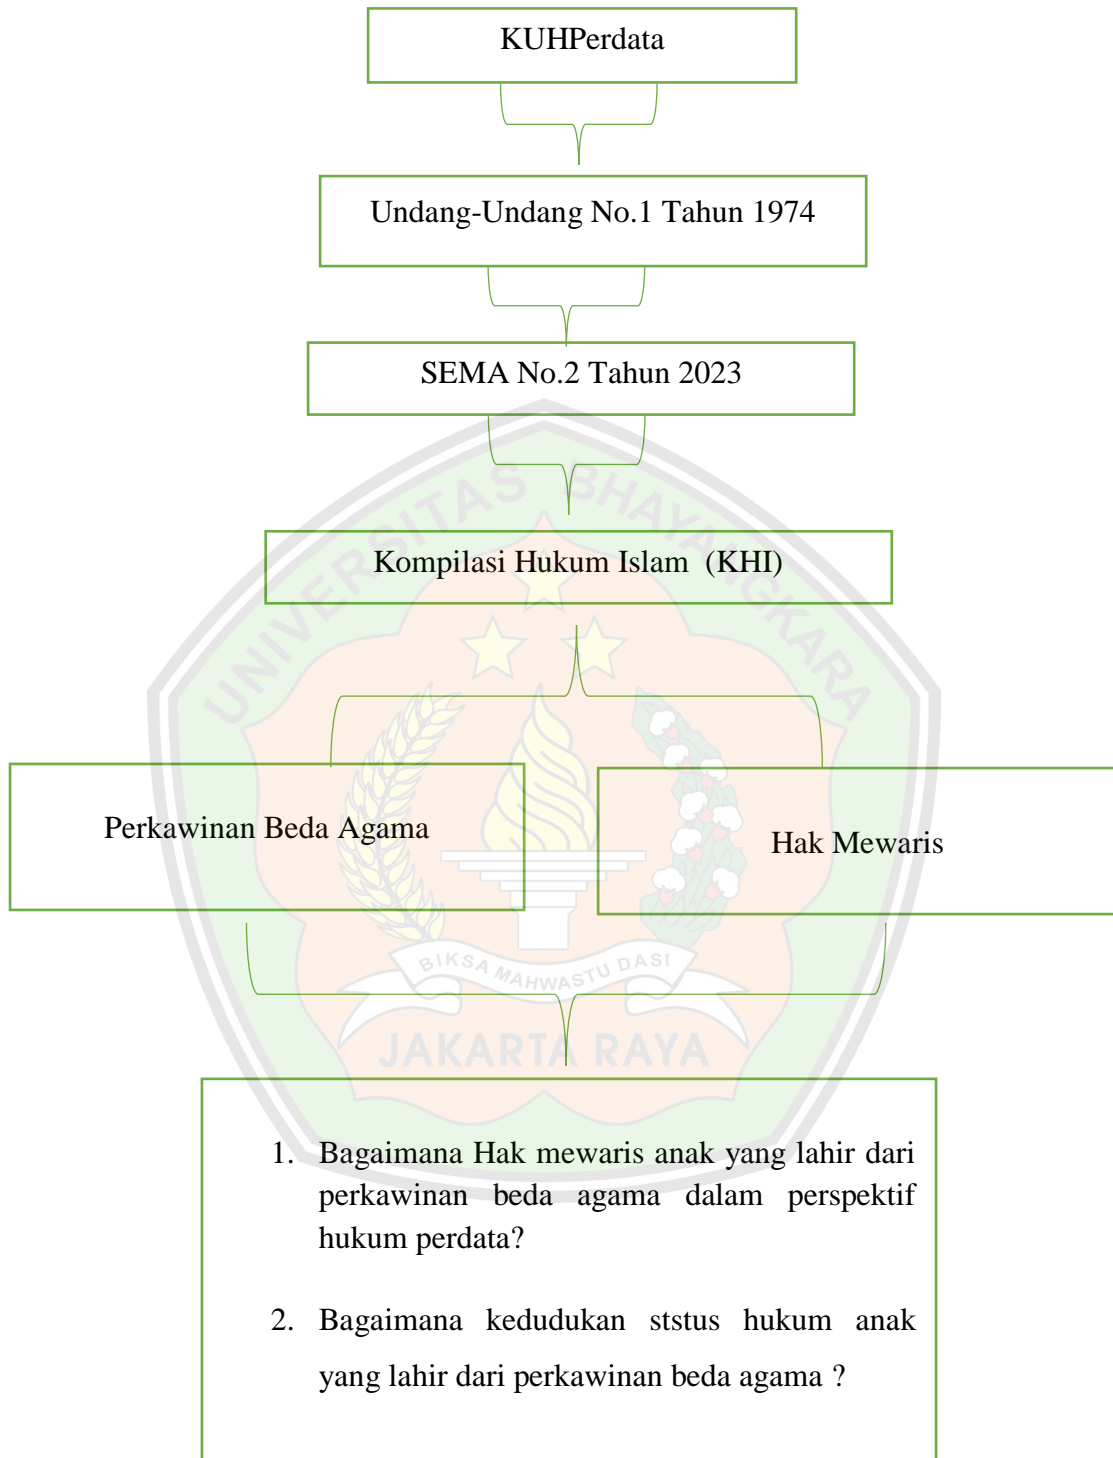 KUHPerdata
Undang-Undang No.1 Tahun 1974
SEMA No.2 Tahun 2023
UNIVERSITAS BHAYANGKARA
Kompilasi Hukum Islam  (KHI)
Perkawinan Beda Agama
Hak Mewaris
BIKSA MAHWASTU DASI
JAKARTA RAYA
1. Bagaimana Hak mewaris anak yang lahir dari
perkawinan beda agama dalam perspektif
hukum perdata?
2. Bagaimana kedudukan ststus hukum anak
yang lahir dari perkawinan beda agama ?